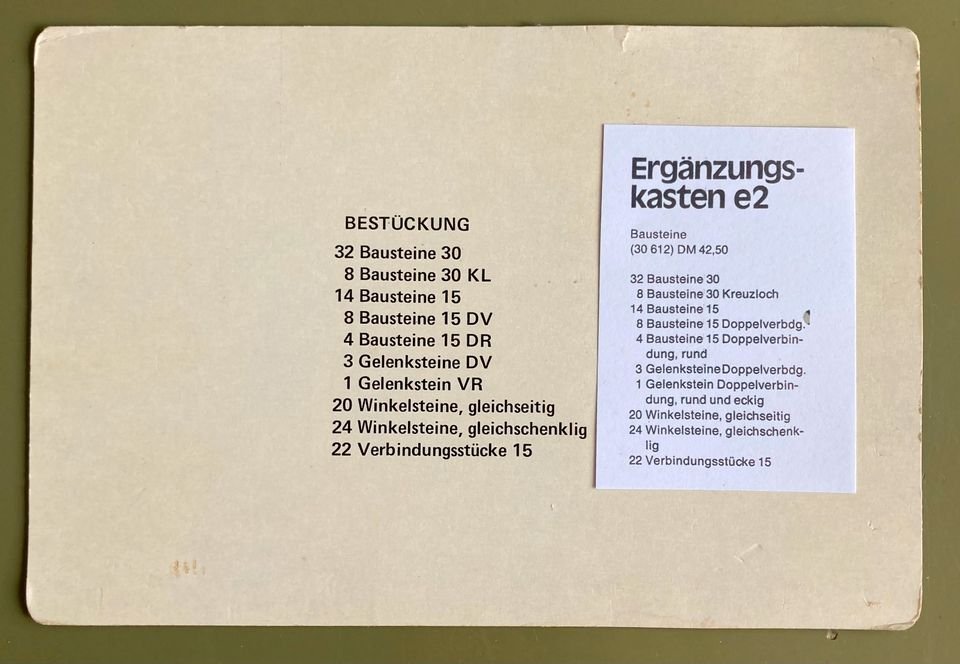 BESTÜCKUNG
32 Bausteine 30
8 Bausteine 30 KL
14 Bausteine 15
8 Bausteine 15 DV
4 Bausteine 15 DR
3 Gelenksteine DV
1 Gelenkstein VR
20 Winkelsteine, gleichseitig
24 Winkelsteine, gleichschenklig
22 Verbindungsstücke 15
Ergänzungs-
kasten e2
Bausteine
(30 612) DM 42,50
32 Bausteine 30
8 Bausteine 30 Kreuzloch
14 Bausteine 15
8 Bausteine 15 Doppelverbdg.
4 Bausteine 15 Doppelverbin-
dung, rund
3 Gelenksteine Doppelverbdg.
1 Gelenkstein Doppelverbin-
dung, rund und eckig
20 Winkelsteine, gleichseitig
24 Winkelsteine, gleichschenk-
lig
22 Verbindungsstücke 15